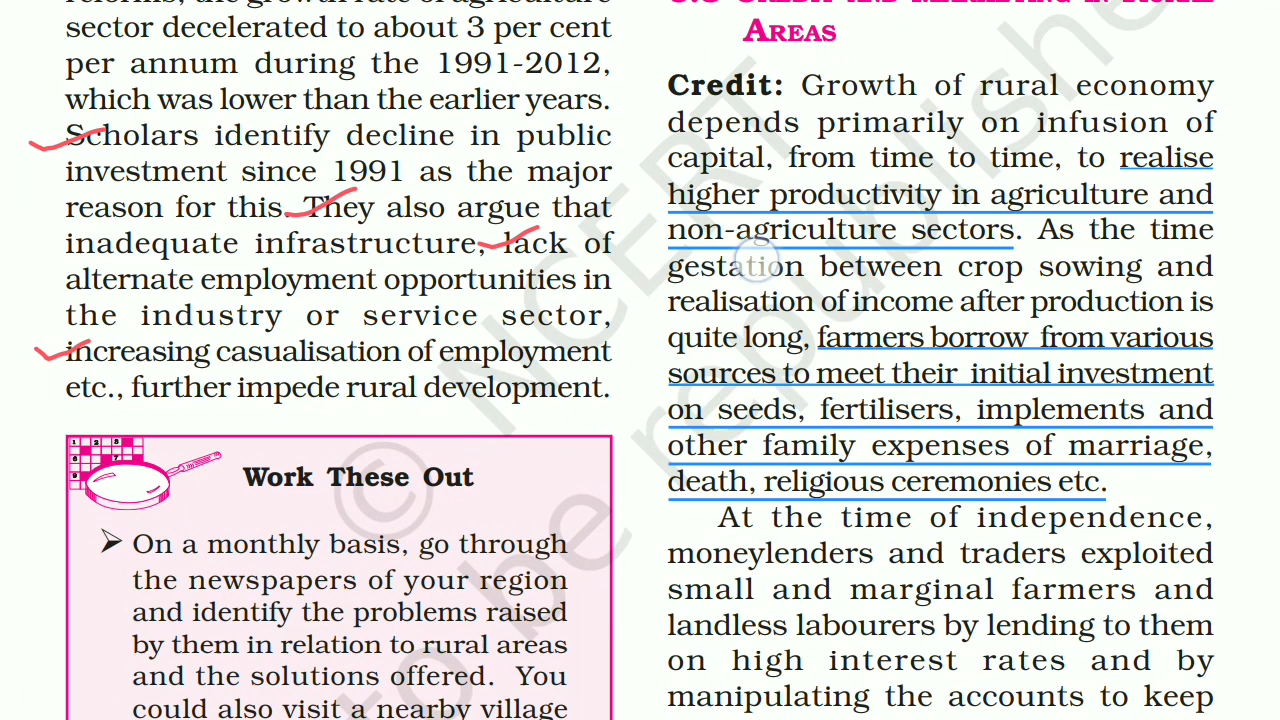 sector decelerated to about 3 per cent
per annum during the 1991-2012,
which was lower than the earlier years.
Scholars identify decline in public
investment since 1991 as the major
reason for this. They also argue that
inadequate infrastructure, lack of
alternate employment opportunities in
the industry or service sector,
increasing casualisation of employment
etc., further impede rural development.
Work These Out
➢ On a monthly basis, go through
the newspapers of your region
and identify the problems raised
by them in relation to rural areas
and the solutions offered. You
could also visit a nearby village
AREAS
Credit: Growth of rural economy
depends primarily on infusion of
capital, from time to time, to realise
higher productivity in agriculture and
non-agriculture sectors. As the time
gestation between crop sowing and
realisation of income after production is
quite long, farmers borrow from various
sources to meet their initial investment
on seeds, fertilisers, implements and
other family expenses of marriage,
death, religious ceremonies etc.
At the time of independence,
moneylenders and traders exploited
small and marginal farmers and
landless labourers by lending to them
on high interest rates and by
manipulating the accounts to keep
© NCERT
to be republishe